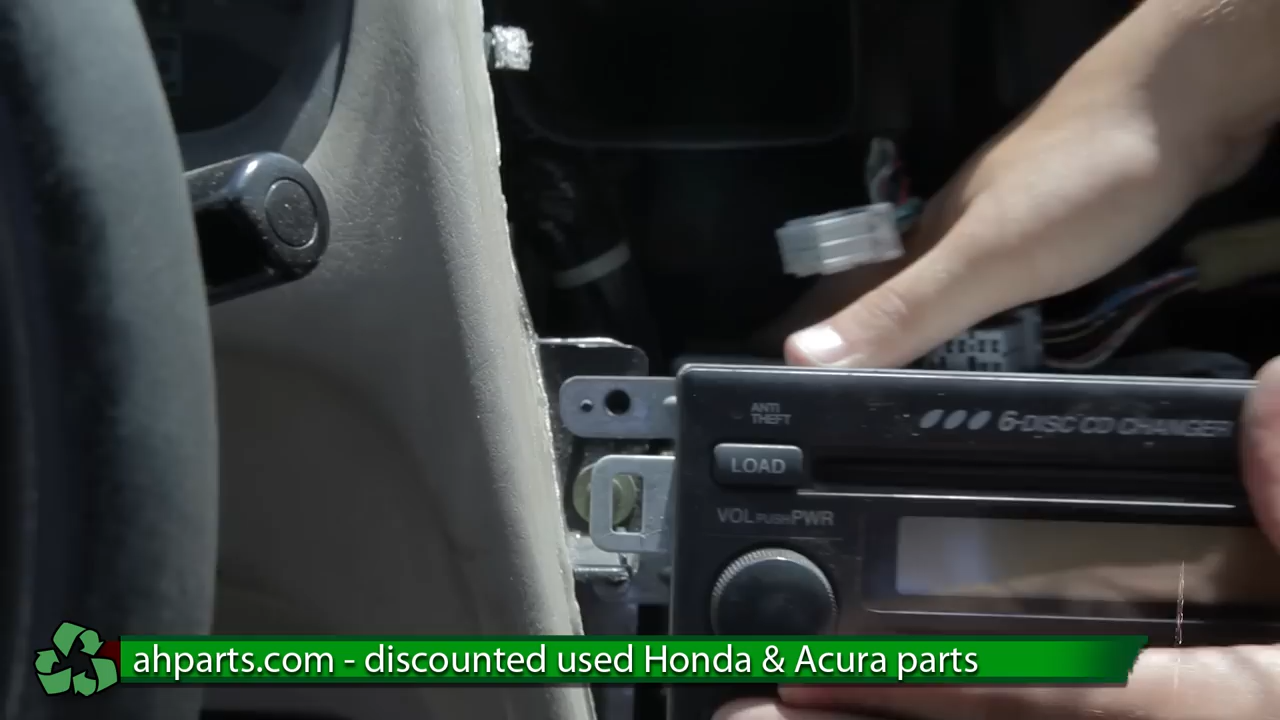 ANTI
THEFT
6-DISC CD CHANGER
LOAD
VOL PUSH PWR
ahparts.com - discounted used Honda & Acura parts